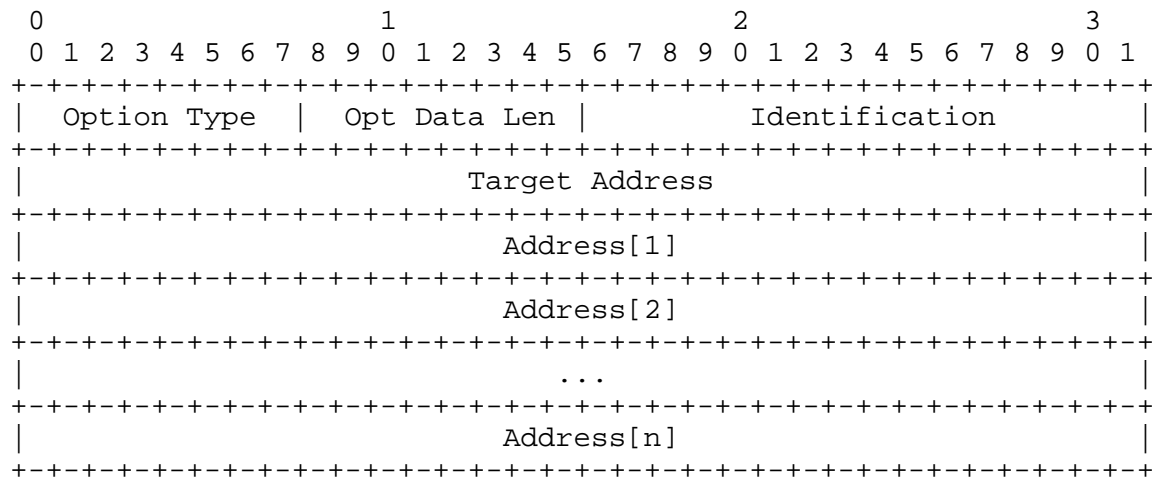 0                   1                   2                   3
 0 1 2 3 4 5 6 7 8 9 0 1 2 3 4 5 6 7 8 9 0 1 2 3 4 5 6 7 8 9 0 1
+-+-+-+-+-+-+-+-+-+-+-+-+-+-+-+-+-+-+-+-+-+-+-+-+-+-+-+-+-+-+-+-+
|  Option Type  |  Opt Data Len |         Identification        |
+-+-+-+-+-+-+-+-+-+-+-+-+-+-+-+-+-+-+-+-+-+-+-+-+-+-+-+-+-+-+-+-+
|                         Target Address                        |
+-+-+-+-+-+-+-+-+-+-+-+-+-+-+-+-+-+-+-+-+-+-+-+-+-+-+-+-+-+-+-+-+
|                           Address[1]                          |
+-+-+-+-+-+-+-+-+-+-+-+-+-+-+-+-+-+-+-+-+-+-+-+-+-+-+-+-+-+-+-+-+
|                           Address[2]                          |
+-+-+-+-+-+-+-+-+-+-+-+-+-+-+-+-+-+-+-+-+-+-+-+-+-+-+-+-+-+-+-+-+
|                              ...                              |
+-+-+-+-+-+-+-+-+-+-+-+-+-+-+-+-+-+-+-+-+-+-+-+-+-+-+-+-+-+-+-+-+
|                           Address[n]                          |
+-+-+-+-+-+-+-+-+-+-+-+-+-+-+-+-+-+-+-+-+-+-+-+-+-+-+-+-+-+-+-+-+